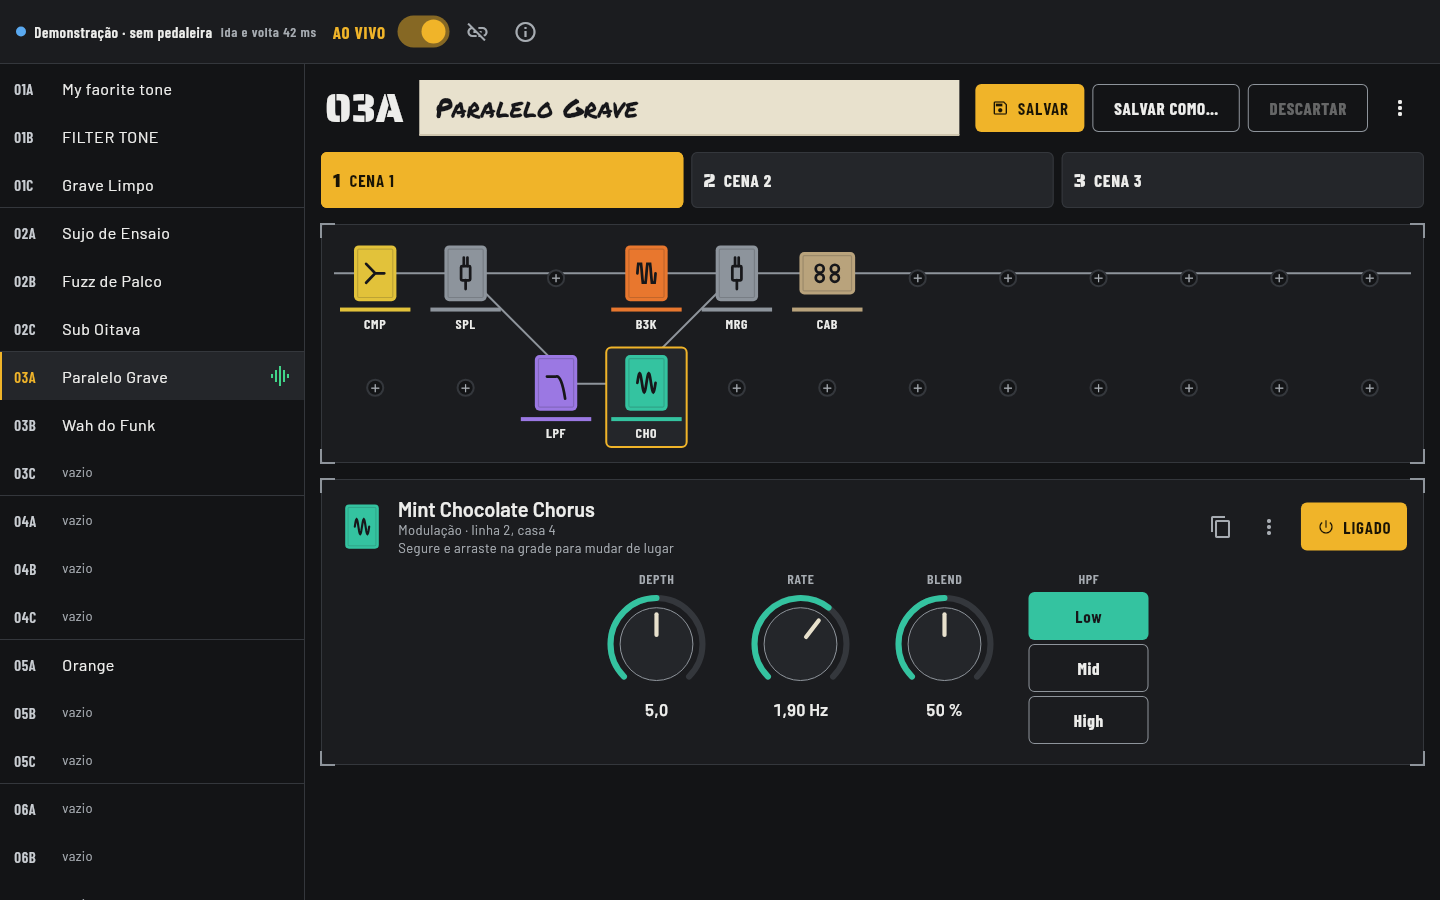 Demonstração · sem pedaleira Ida e volta 42 ms AO VIVO
01A My faorite tone
01B FILTER TONE
01C Grave Limpo
02A Sujo de Ensaio
02B Fuzz de Palco
02C Sub Oitava
03A Paralelo Grave
03B Wah do Funk
03C vazio
04A vazio
04B vazio
04C vazio
05A Orange
05B vazio
05C vazio
06A vazio
06B vazio
03A Paralelo Grave SALVAR SALVAR COMO... DESCARTAR
1 CENA 1 2 CENA 2 3 CENA 3
88
CMP SPL B3K MRG CAB
LPF CHO
Mint Chocolate Chorus
Modulação · linha 2, casa 4
Segure e arraste na grade para mudar de lugar
LIGADO
DEPTH RATE BLEND HPF
Low
Mid
High
5,0 1,90 Hz 50 %